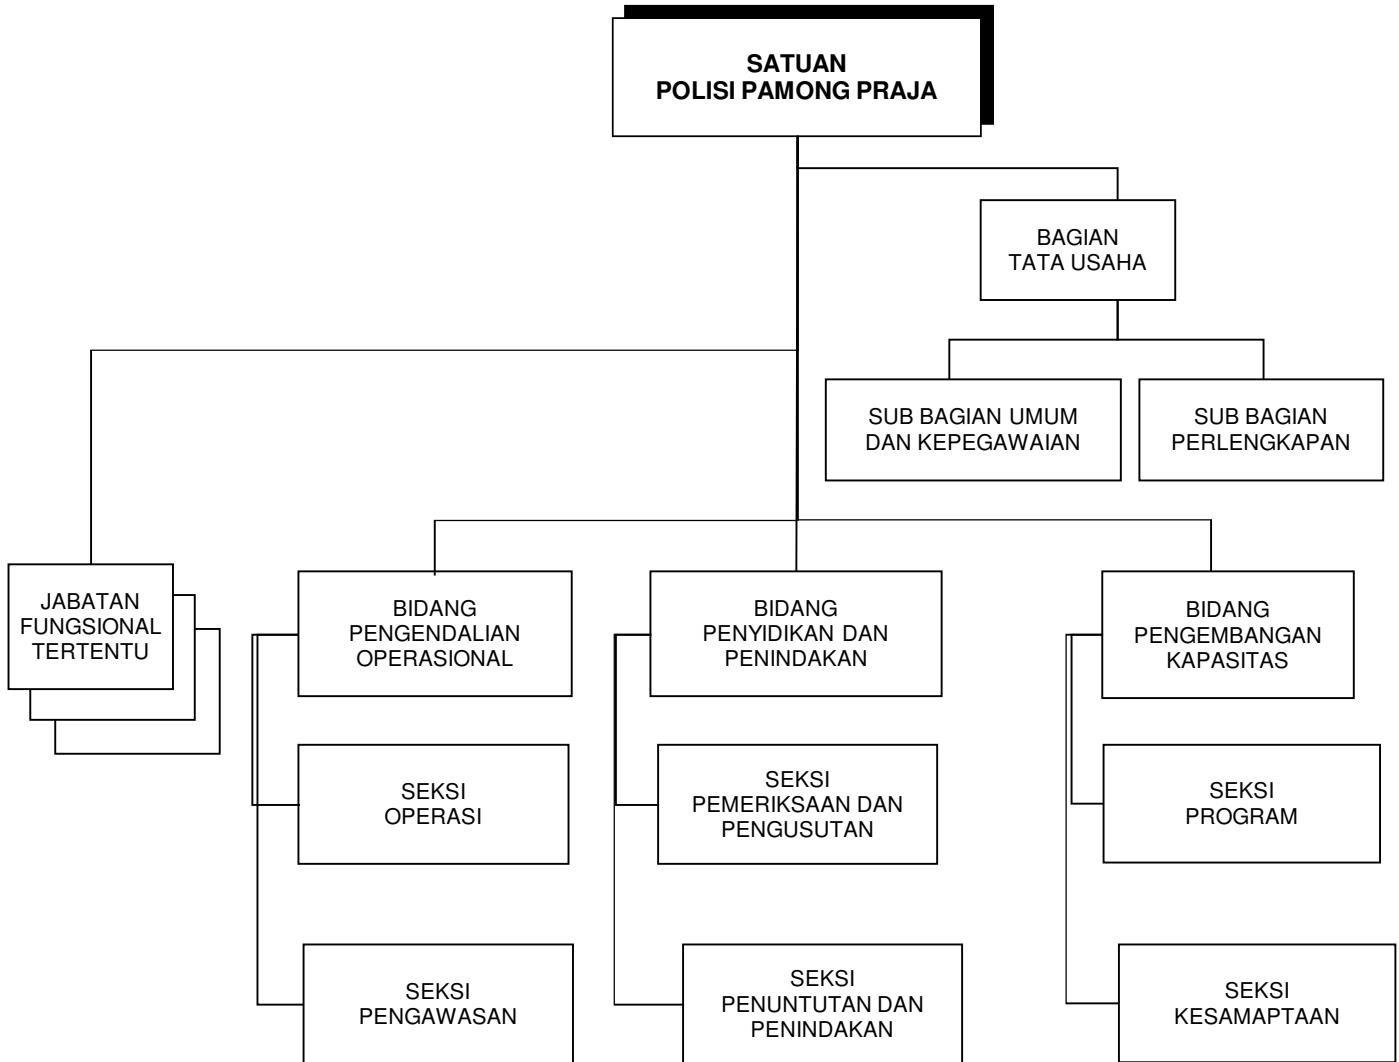 SATUAN
POLISI PAMONG PRAJA
BAGIAN
TATA USAHA
SUB BAGIAN UMUM
DAN KEPEGAWAIAN
SUB BAGIAN
PERLENGKAPAN
JABATAN
FUNGSIONAL
TERTENTU
BIDANG
PENGENDALIAN
OPERASIONAL
BIDANG
PENYIDIKAN DAN
PENINDAKAN
BIDANG
PENGEMBANGAN
KAPASITAS
SEKSI
OPERASI
SEKSI
PEMERIKSAAN DAN
PENGUSUTAN
SEKSI
PROGRAM
SEKSI
PENGAWASAN
SEKSI
PENUNTUTAN DAN
PENINDAKAN
SEKSI
KESAMAPTAAN